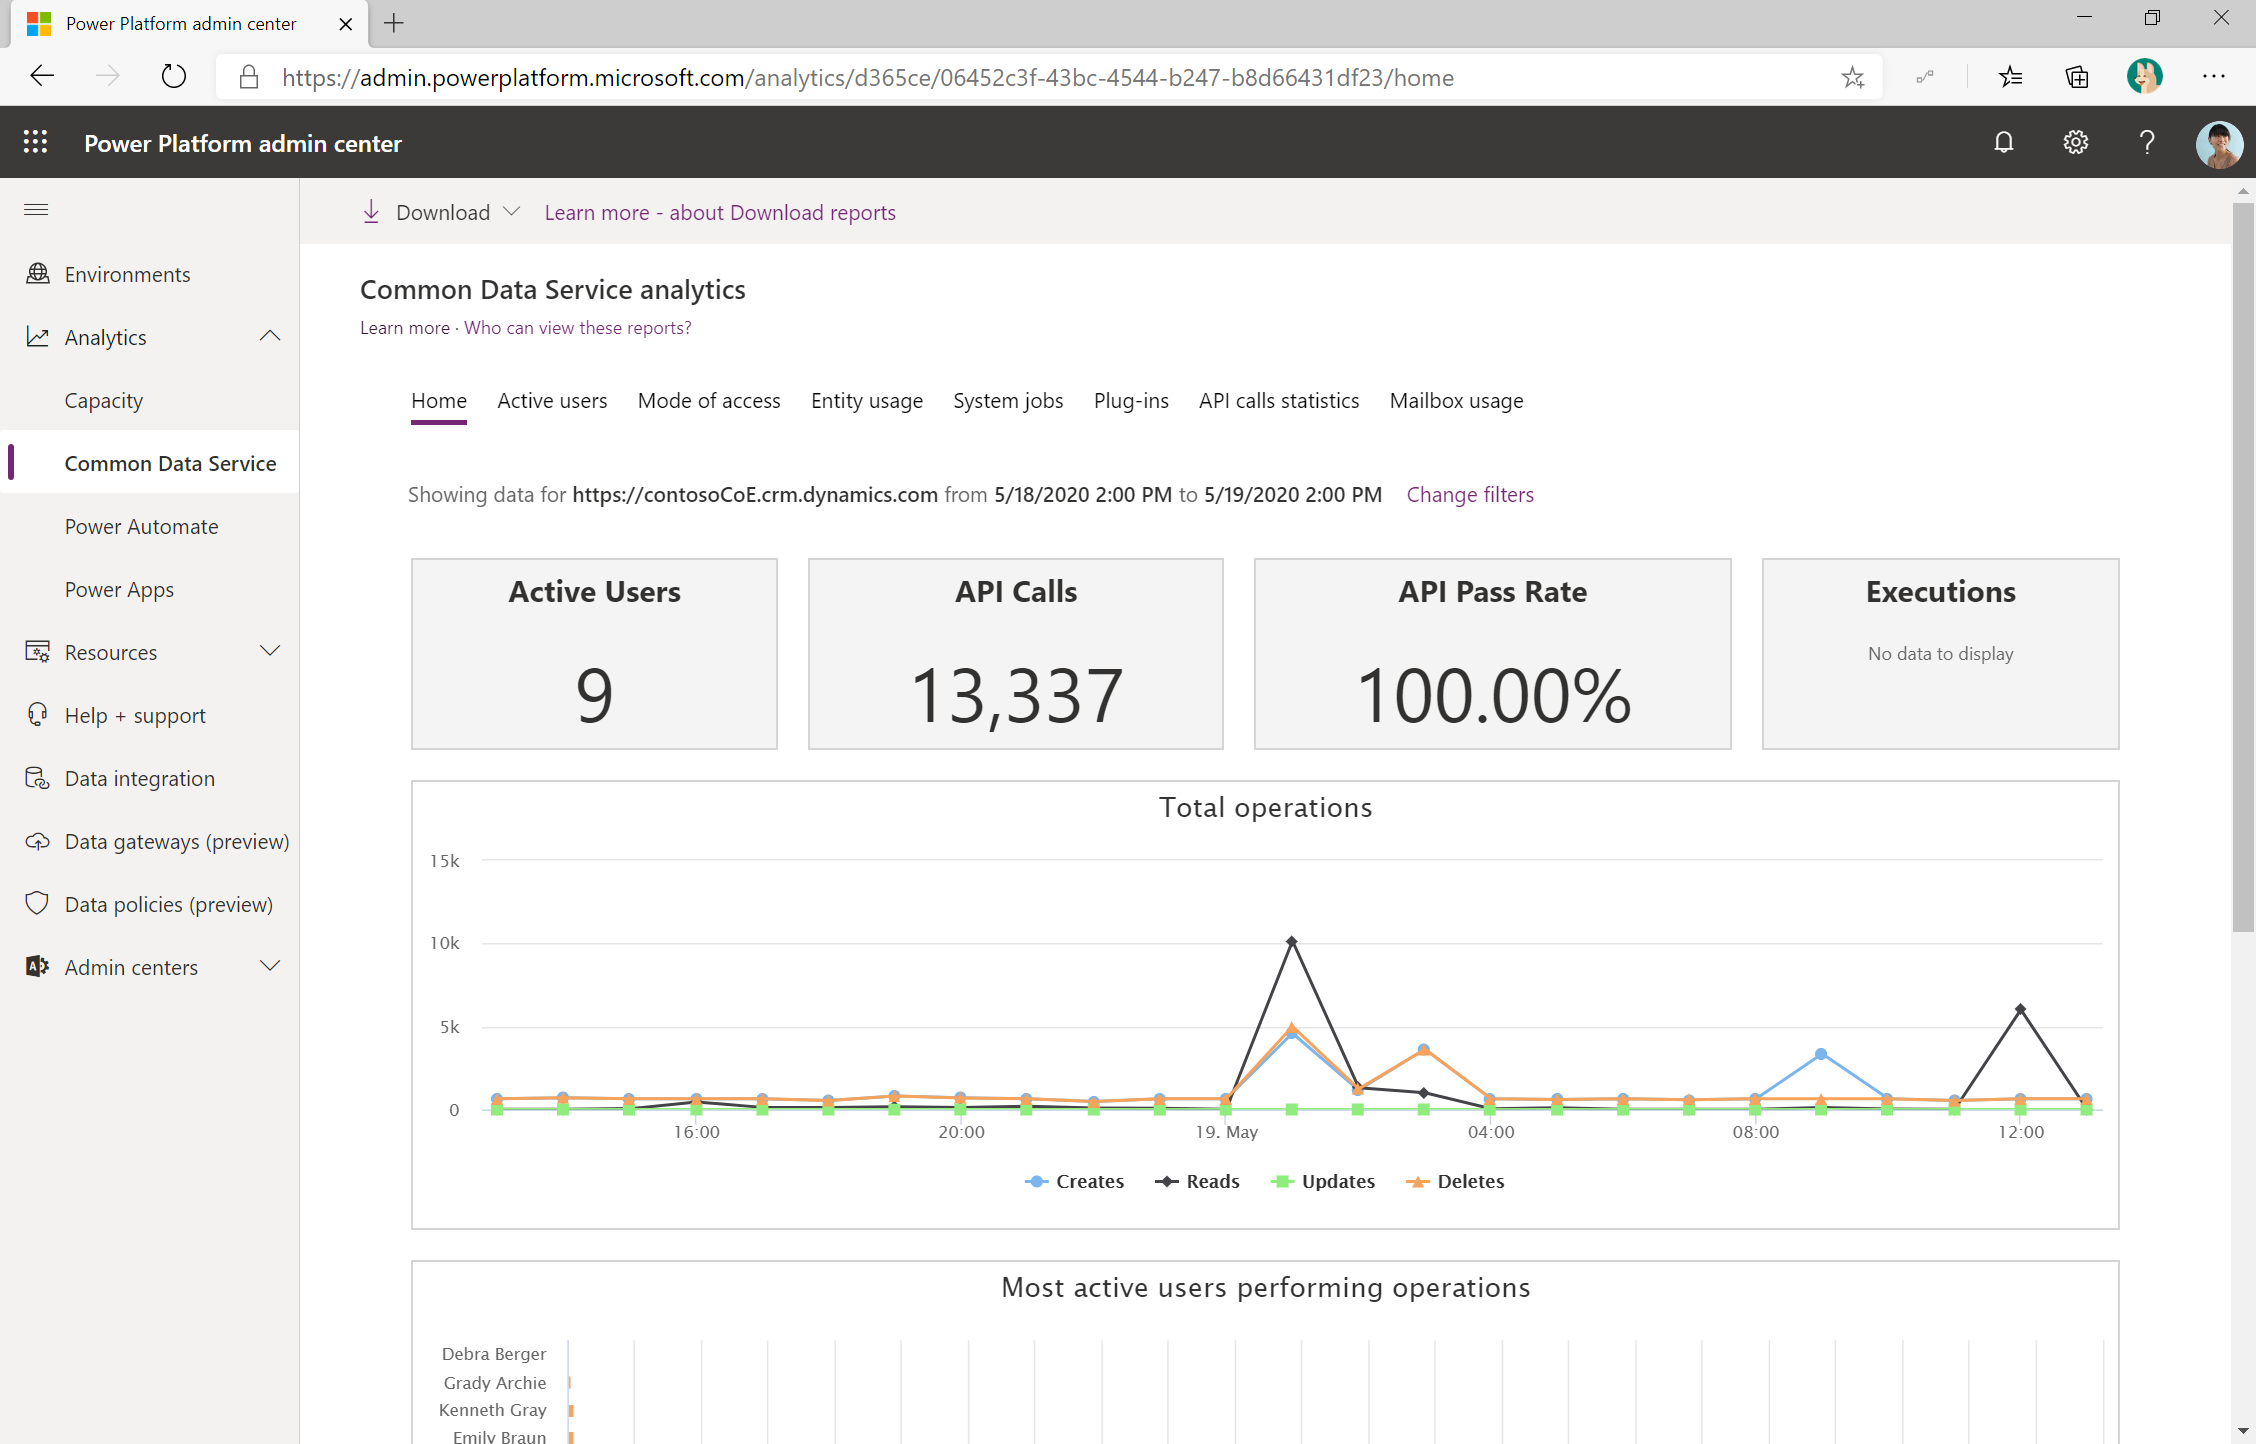 Power Platform admin center
https://admin.powerplatform.microsoft.com/analytics/d365ce/06452c3f-43bc-4544-b247-b8d66431df23/home
Power Platform admin center
Download
Learn more - about Download reports
Environments
Analytics
Capacity
Common Data Service
Power Automate
Power Apps
Resources
Help + support
Data integration
Data gateways (preview)
Data policies (preview)
Admin centers
Common Data Service analytics
Learn more · Who can view these reports?
Home Active users Mode of access Entity usage System jobs Plug-ins API calls statistics Mailbox usage
Showing data for https://contosoCoE.crm.dynamics.com from 5/18/2020 2:00 PM to 5/19/2020 2:00 PM Change filters
Active Users
9
API Calls
13,337
API Pass Rate
100.00%
Executions
No data to display
Total operations
15k
10k
5k
0
16:00 20:00 19. May 04:00 08:00 12:00
Creates Reads Updates Deletes
Most active users performing operations
Debra Berger
Grady Archie
Kenneth Gray
Emily Braun